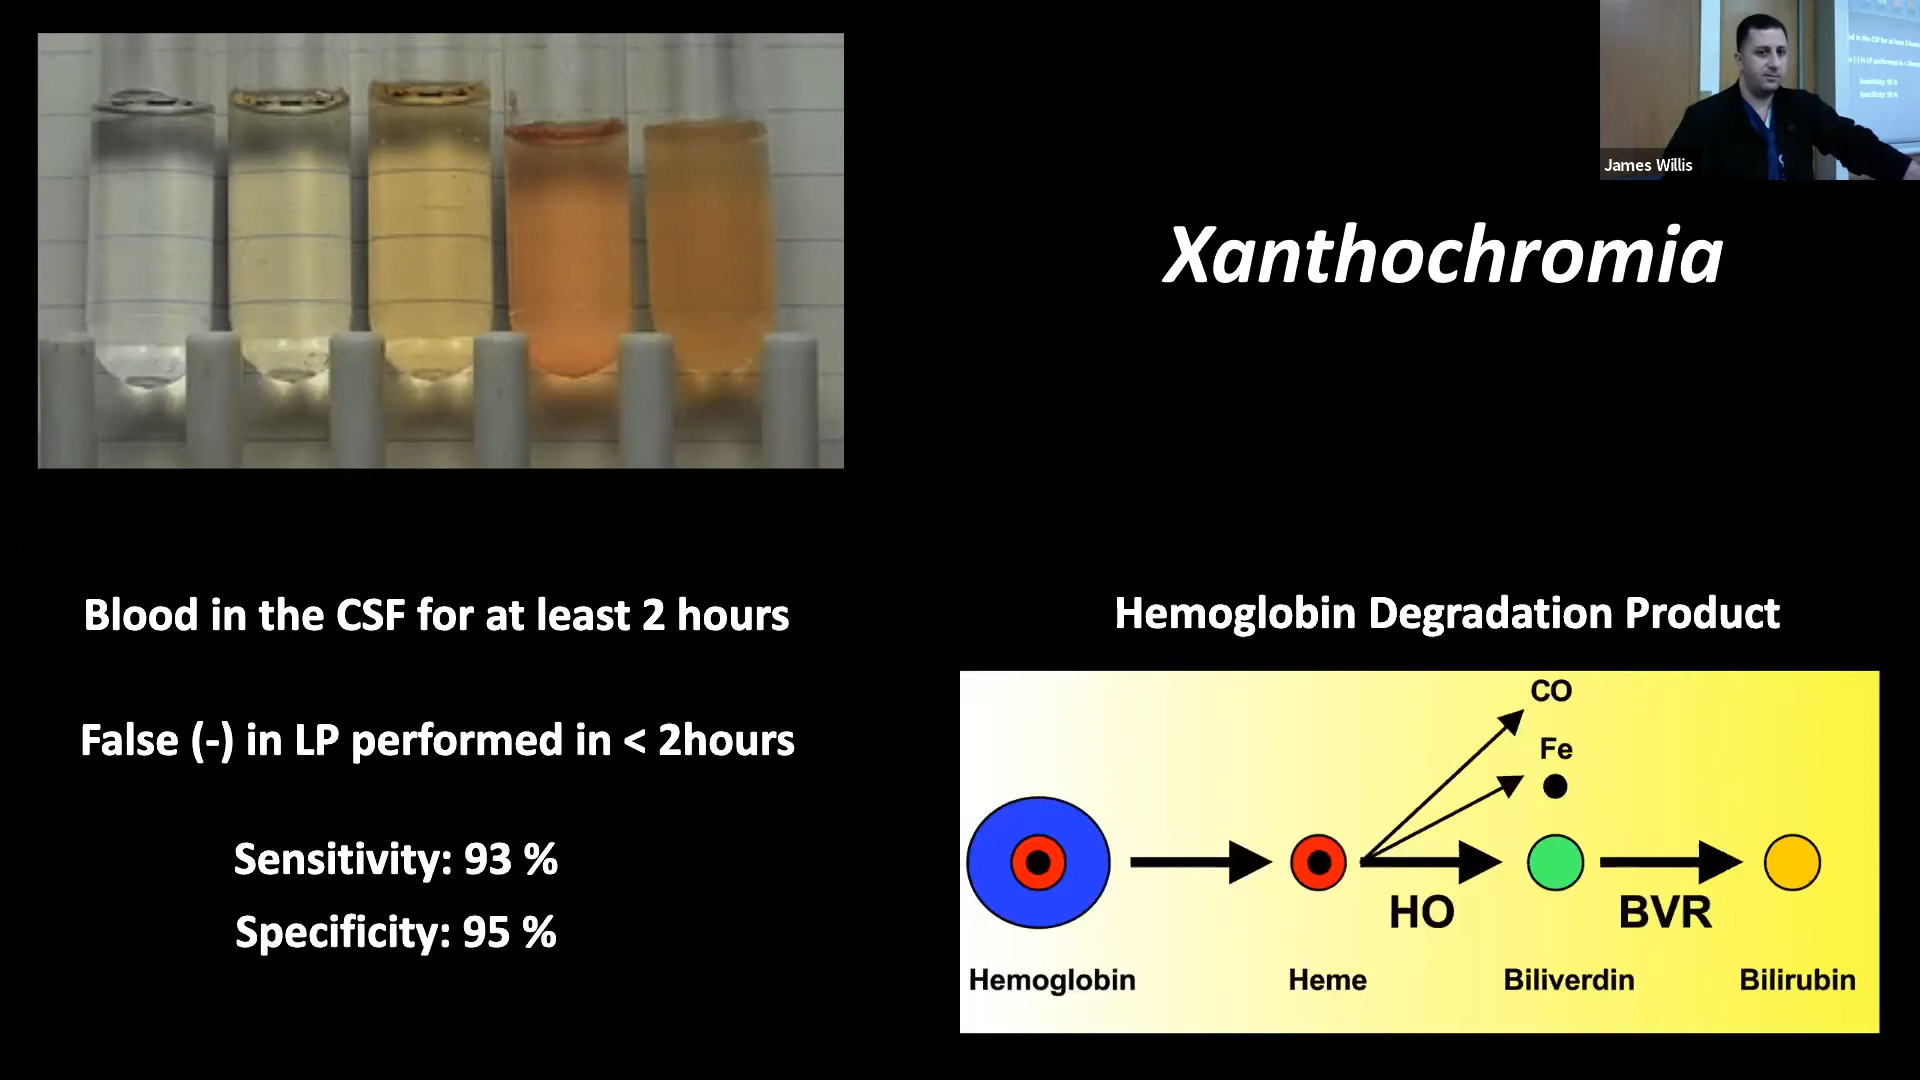 James Willis
Xanthochromia
Blood in the CSF for at least 2 hours
False (-) in LP performed in < 2hours
Sensitivity: 93 %
Specificity: 95 %
Hemoglobin Degradation Product
CO
Fe
HO
BVR
Hemoglobin
Heme
Biliverdin
Bilirubin